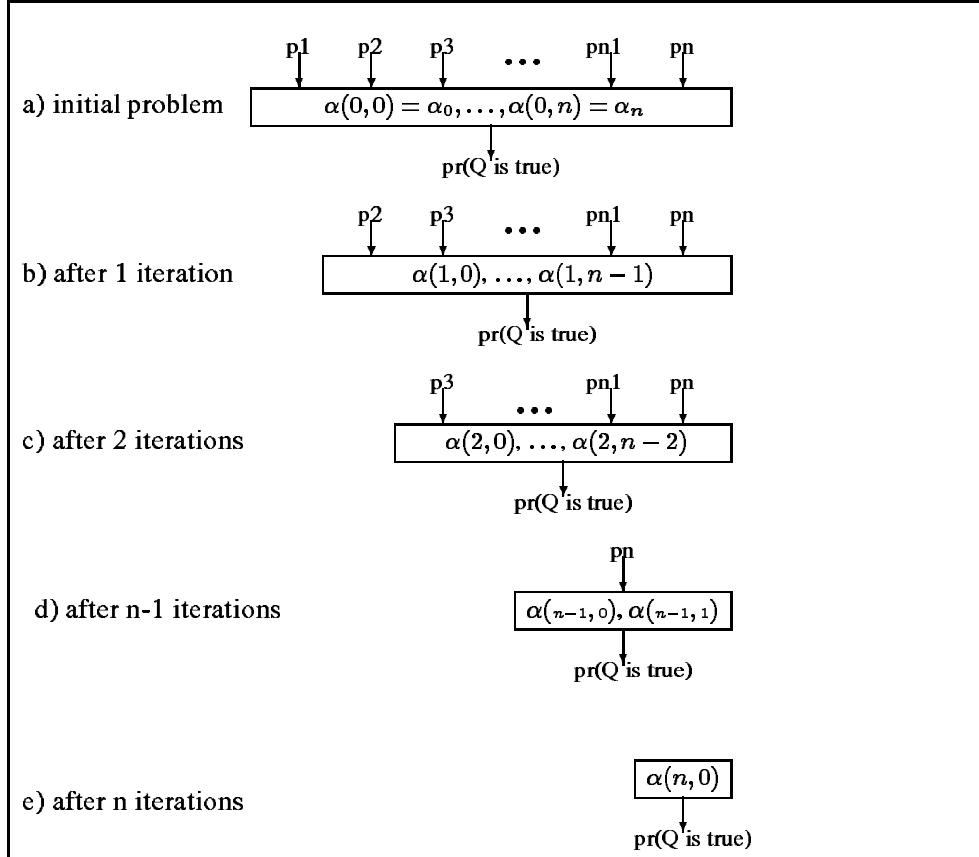 p1 p2 p3 ••• pn1 pn
a) initial problem α(0,0) = α₀, . . . , α(0,n) = αₙ
pr(Q is true)
p2 p3 ••• pn1 pn
b) after 1 iteration α(1,0), . . . , α(1,n − 1)
pr(Q is true)
p3 ••• pn1 pn
c) after 2 iterations α(2,0), . . . , α(2,n − 2)
pr(Q is true)
pn
d) after n-1 iterations α(n−1,0), α(n−1,1)
pr(Q is true)
α(n,0)
e) after n iterations
pr(Q is true)